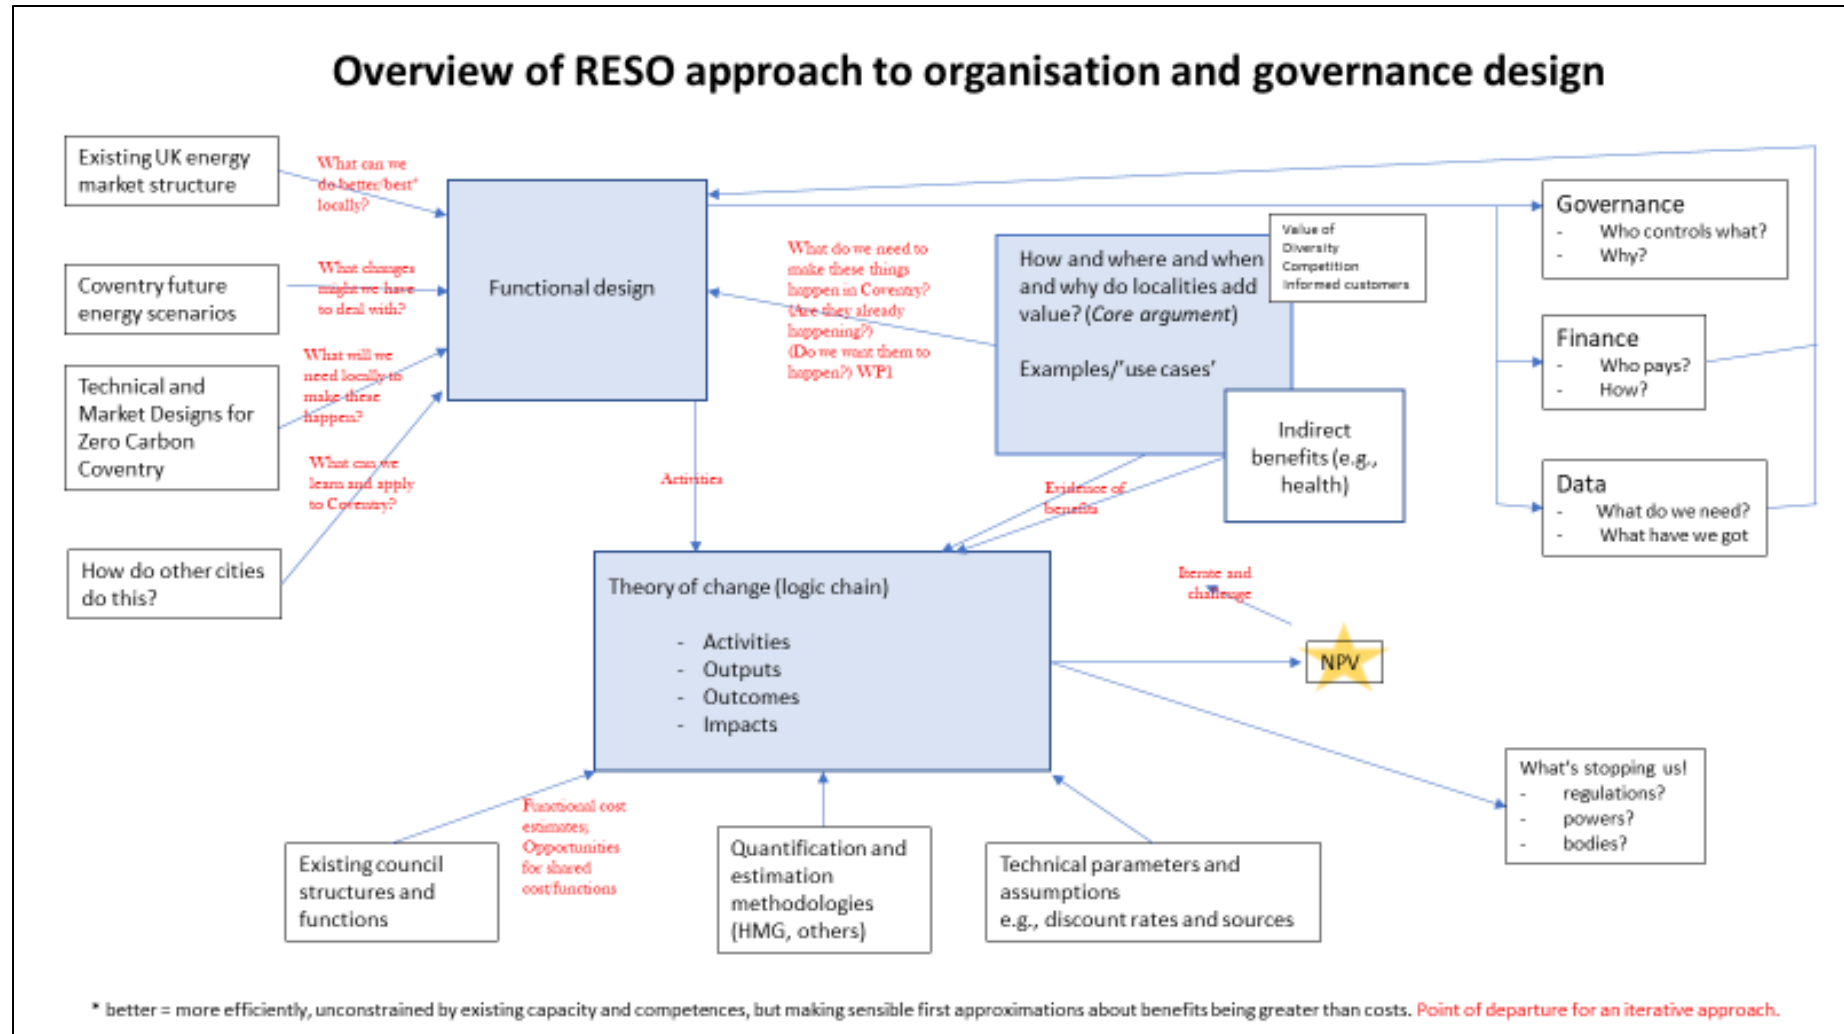 Overview of RESO approach to organisation and governance design
Existing UK energy
market structure
What can we
do better/best*
locally?
Coventry future
energy scenarios
What changes
might we have
to deal with?
Technical and
Market Designs for
Zero Carbon
Coventry
What will we
need locally to
make these
happen?
How do other cities
do this?
What can we
learn and apply
to Coventry?
Functional design
What do we need to
make these things
happen in Coventry?
(Are they already
happening?)
(Do we want them to
happen?) WP1
How and where and when
and why do localities add
value? (Core argument)
Examples/'use cases'
Value of
Diversity
Competition
Informed customers
Indirect
benefits (e.g.,
health)
Governance
- Who controls what?
- Why?
Finance
- Who pays?
- How?
Data
- What do we need?
- What have we got
Activities
Evidence of
benefits
Theory of change (logic chain)
- Activities
- Outputs
- Outcomes
- Impacts
Iterate and
challenge
NPV
What's stopping us!
- regulations?
- powers?
- bodies?
Existing council
structures and
functions
Functional cost
estimates;
Opportunities
for shared
cost/functions
Quantification and
estimation
methodologies
(HMG, others)
Technical parameters and
assumptions
e.g., discount rates and sources
* better = more efficiently, unconstrained by existing capacity and competences, but making sensible first approximations about benefits being greater than costs. Point of departure for an iterative approach.